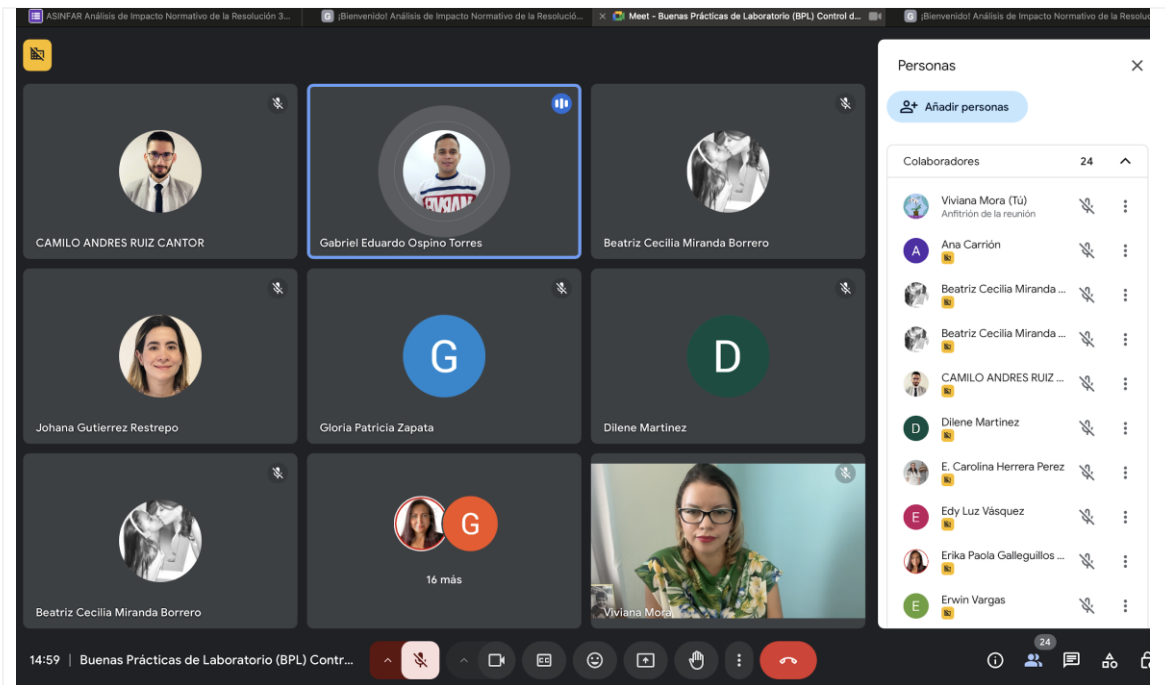 ASINFAR Análisis de Impacto Normativo de la Resolución 3...
¡Bienvenido! Análisis de Impacto Normativo de la Resolució...
Meet - Buenas Prácticas de Laboratorio (BPL) Control d...
¡Bienvenido! Análisis de Impacto Normativo de la Resoluc
CAMILO ANDRES RUIZ CANTOR
Gabriel Eduardo Ospino Torres
Beatriz Cecilia Miranda Borrero
Johana Gutierrez Restrepo
G
Gloria Patricia Zapata
D
Dilene Martinez
Beatriz Cecilia Miranda Borrero
G
16 más
Viviana Mora
Personas
Añadir personas
Colaboradores 24
Viviana Mora (Tú)
Anfitrión de la reunión
A
Ana Carrión
Beatriz Cecilia Miranda ...
Beatriz Cecilia Miranda ...
CAMILO ANDRES RUIZ ...
D
Dilene Martinez
E. Carolina Herrera Perez
E
Edy Luz Vásquez
Erika Paola Galleguillos ...
E
Erwin Vargas
14:59 | Buenas Prácticas de Laboratorio (BPL) Contr...
CC
24